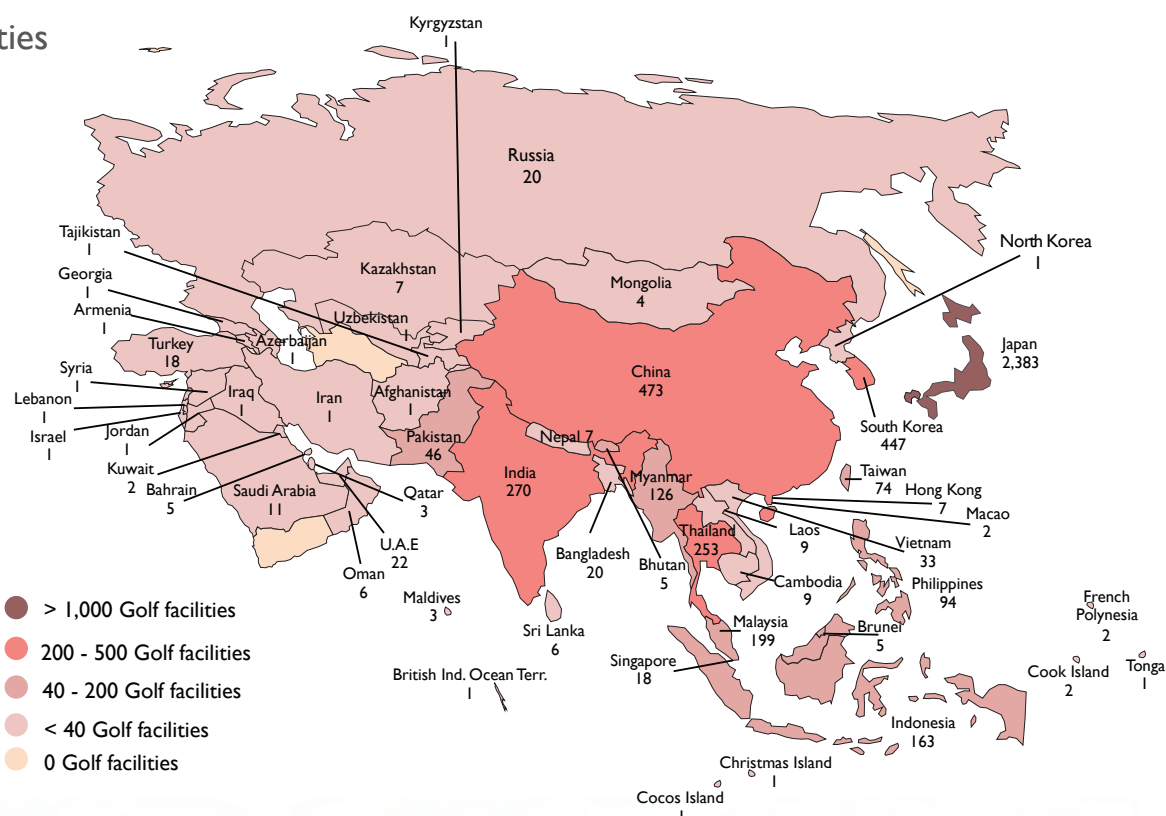 ties
Kyrgyzstan
1
Russia
20
Tajikistan
1
Georgia
1
Armenia
1
Kazakhstan
7
Mongolia
4
North Korea
1
Uzbekistan
1
Turkey
18
Azerbaijan
1
Japan
2,383
Syria
1
Lebanon
1
Israel
1
Iraq
1
Iran
1
Afghanistan
1
China
473
Jordan
1
Pakistan
46
Nepal 7
South Korea
447
Kuwait
2
Bahrain
5
Saudi Arabia
11
Qatar
3
India
270
Myanmar
126
Taiwan
74
Hong Kong
7
Macao
2
U.A.E
22
Oman
6
Bangladesh
20
Bhutan
5
Thailand
253
Laos
9
Vietnam
33
Cambodia
9
Philippines
94
Maldives
3
Sri Lanka
6
Malaysia
199
Brunei
5
French
Polynesia
2
Singapore
18
British Ind. Ocean Terr.
1
Cook Island
2
Tonga
1
Indonesia
163
Christmas Island
1
Cocos Island
> 1,000 Golf facilities
200 - 500 Golf facilities
40 - 200 Golf facilities
< 40 Golf facilities
0 Golf facilities